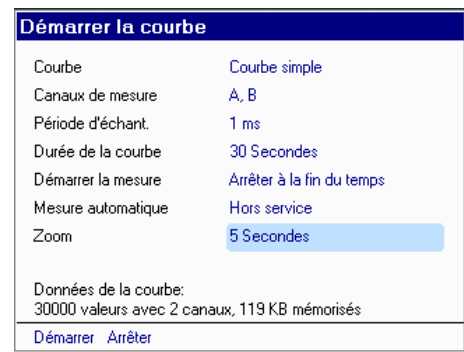 Démarrer la courbe
Courbe Courbe simple
Canaux de mesure A, B
Période d'échant. 1 ms
Durée de la courbe 30 Secondes
Démarrer la mesure Arrêter à la fin du temps
Mesure automatique Hors service
Zoom 5 Secondes
Données de la courbe:
30000 valeurs avec 2 canaux, 119 KB mémorisés
Démarrer Arrêter